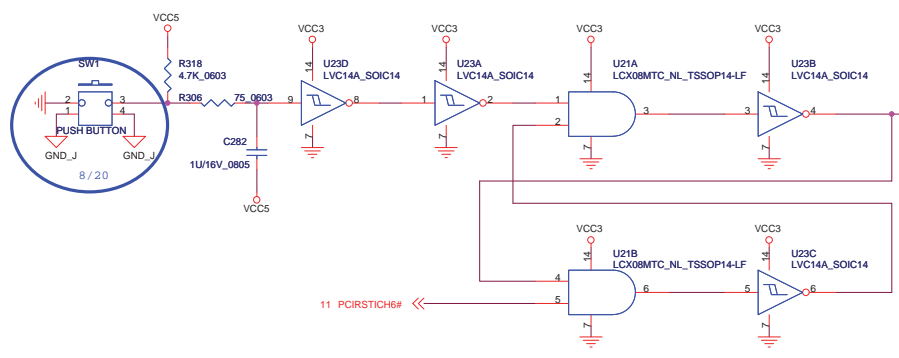 VCC5
VCC3
VCC3
VCC3
VCC3
SW1
R318
4.7K_0603
U23D
LVC14A_SOIC14
U23A
LVC14A_SOIC14
U21A
LCX08MTC_NL_TSSOP14-LF
U23B
LVC14A_SOIC14
14
14
14
14
2
3
1
4
R306
75_0603
9
8
1
2
1
2
3
3
4
PUSH BUTTON
GND_J
GND_J
8/20
C282
1U/16V_0805
VCC5
7
7
7
7
VCC3
VCC3
U21B
LCX08MTC_NL_TSSOP14-LF
U23C
LVC14A_SOIC14
14
14
4
5
6
5
6
11 PCIRSTICH6#
7
7